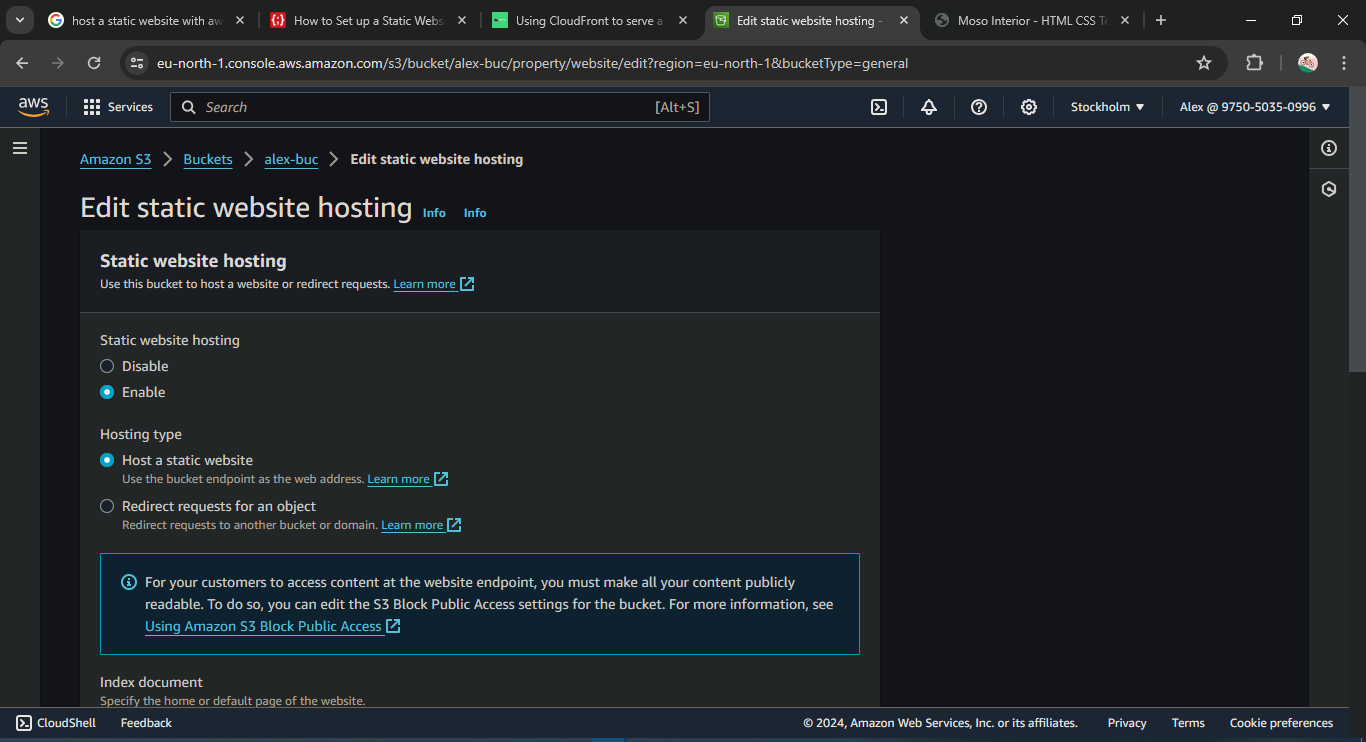 host a static website with aw
How to Set up a Static Websi
Using CloudFront to serve a
Edit static website hosting -
Moso Interior - HTML CSS Te
eu-north-1.console.aws.amazon.com/s3/bucket/alex-buc/property/website/edit?region=eu-north-1&bucketType=general
aws
Services
Search
[Alt+S]
Stockholm
Alex @ 9750-5035-0996
Amazon S3
Buckets
alex-buc
Edit static website hosting
Edit static website hosting Info Info
Static website hosting
Use this bucket to host a website or redirect requests. Learn more
Static website hosting
Disable
Enable
Hosting type
Host a static website
Use the bucket endpoint as the web address. Learn more
Redirect requests for an object
Redirect requests to another bucket or domain. Learn more
For your customers to access content at the website endpoint, you must make all your content publicly
readable. To do so, you can edit the S3 Block Public Access settings for the bucket. For more information, see
Using Amazon S3 Block Public Access
Index document
Specify the home or default page of the website.
CloudShell
Feedback
© 2024, Amazon Web Services, Inc. or its affiliates.
Privacy
Terms
Cookie preferences